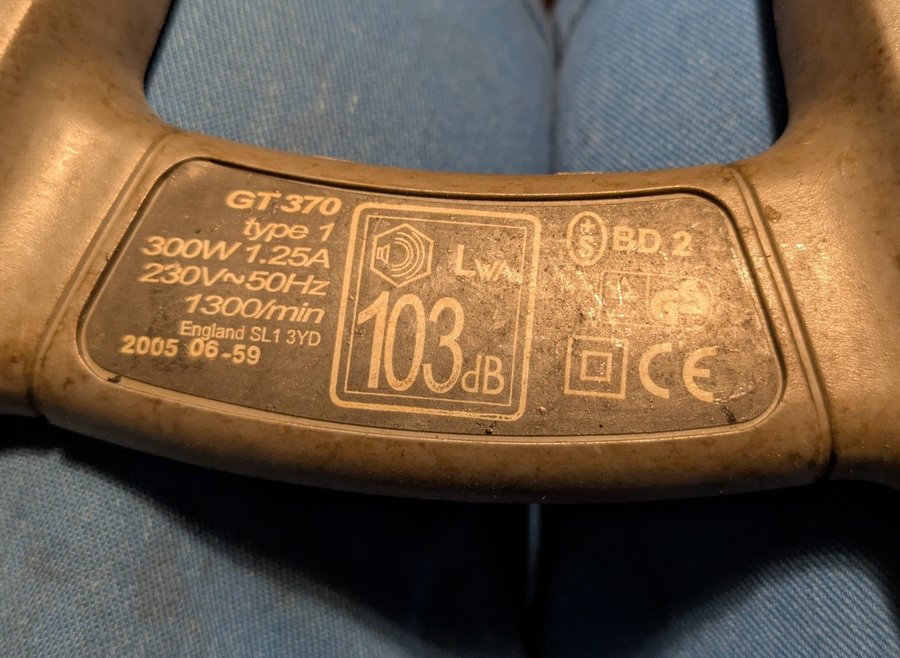 GT 370
type 1
300W 1.25A
230V~50Hz
1300/min
England SL1 3YD
2005 06-59
LWA
103dB
+S
BD 2
CE